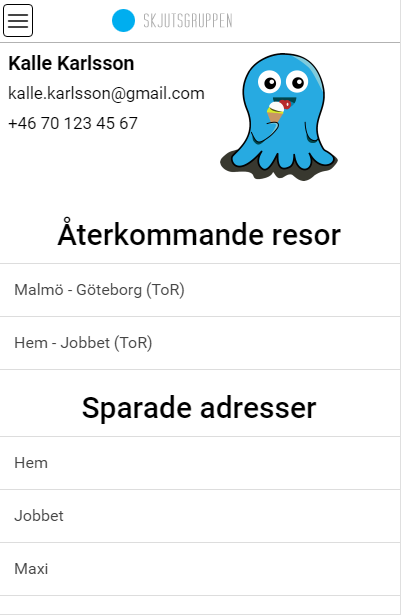 SKJUTSGRUPPEN
Kalle Karlsson
kalle.karlsson@gmail.com
+46 70 123 45 67
Återkommande resor
Malmö - Göteborg (ToR)
Hem - Jobbet (ToR)
Sparade adresser
Hem
Jobbet
Maxi